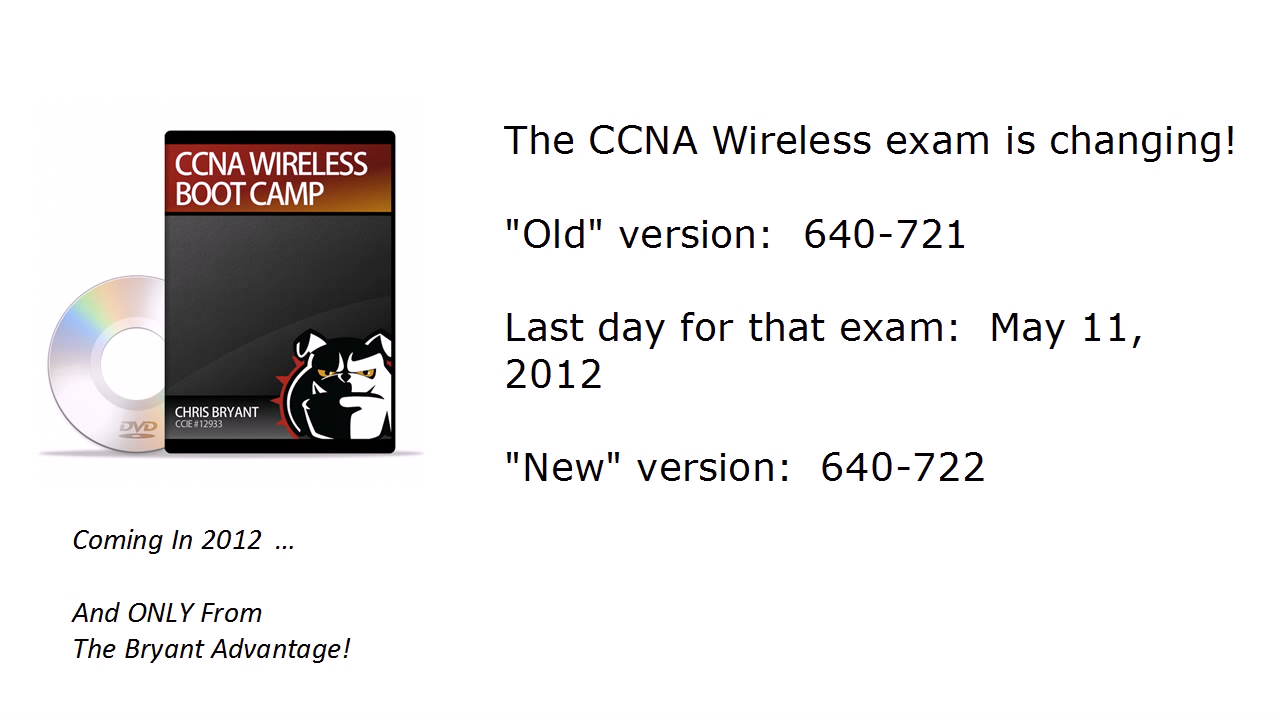 CCNA WIRELESS
BOOT CAMP
CHRIS BRYANT
CCIE #12933
DVD
Coming In 2012 ...
And ONLY From
The Bryant Advantage!
The CCNA Wireless exam is changing!
"Old" version: 640-721
Last day for that exam: May 11,
2012
"New" version: 640-722